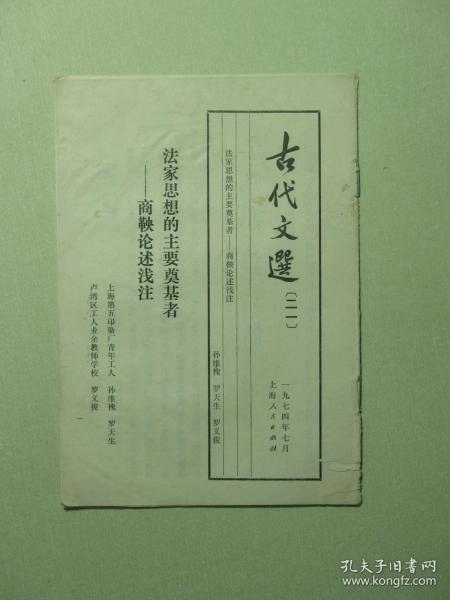 古代文選〔二一〕
一九七四年七月
上海人民出版社
法家思想的主要奠基者——商鞅论述浅注
孙维槐 罗天生 罗义俊
法家思想的主要奠基者
——商鞅论述浅注
上海第五印染厂青年工人 孙维槐 罗天生
卢湾区工人业余教师学校 罗义俊
孔夫子旧书网
www.kongfz.com